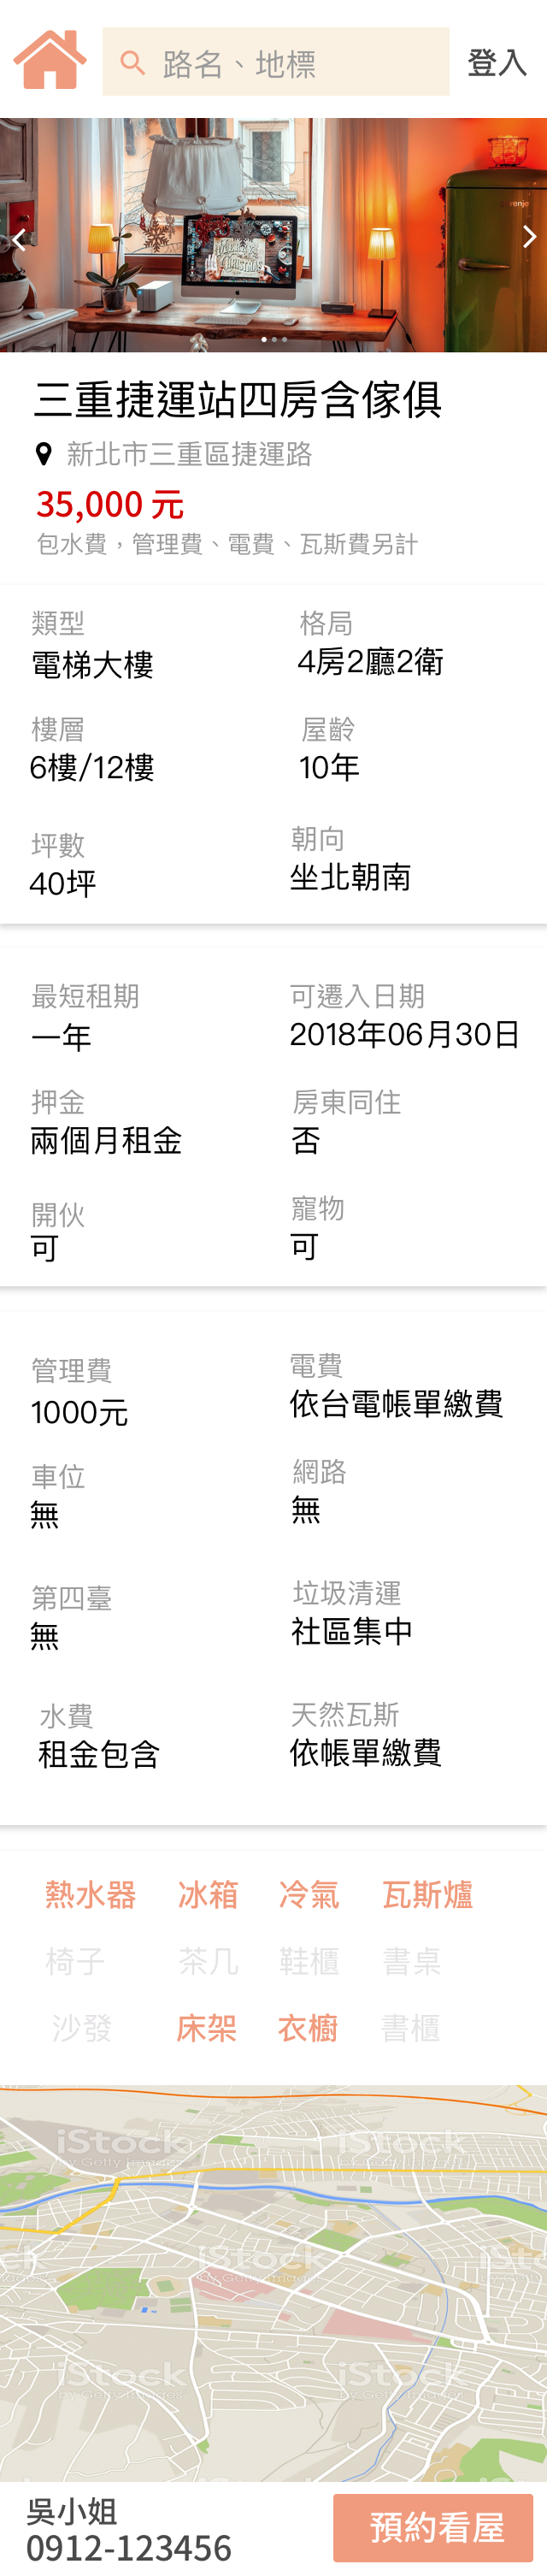 路名、地標
登入
三重捷運站四房含傢俱
新北市三重區捷運路
35,000 元
包水費，管理費、電費、瓦斯費另計
類型
格局
電梯大樓
4房2廳2衛
樓層
屋齡
6樓/12樓
10年
坪數
朝向
40坪
坐北朝南
最短租期
可遷入日期
一年
2018年06月30日
押金
房東同住
兩個月租金
否
開伙
寵物
可
可
管理費
電費
1000元
依台電帳單繳費
車位
網路
無
無
第四臺
垃圾清運
無
社區集中
水費
天然瓦斯
租金包含
依帳單繳費
熱水器 冰箱 冷氣 瓦斯爐
椅子 茶几 鞋櫃 書桌
沙發 床架 衣櫥 書櫃
iStock
by Getty Images
iStock
iStock
iStock
iStock
吳小姐
0912-123456
預約看屋